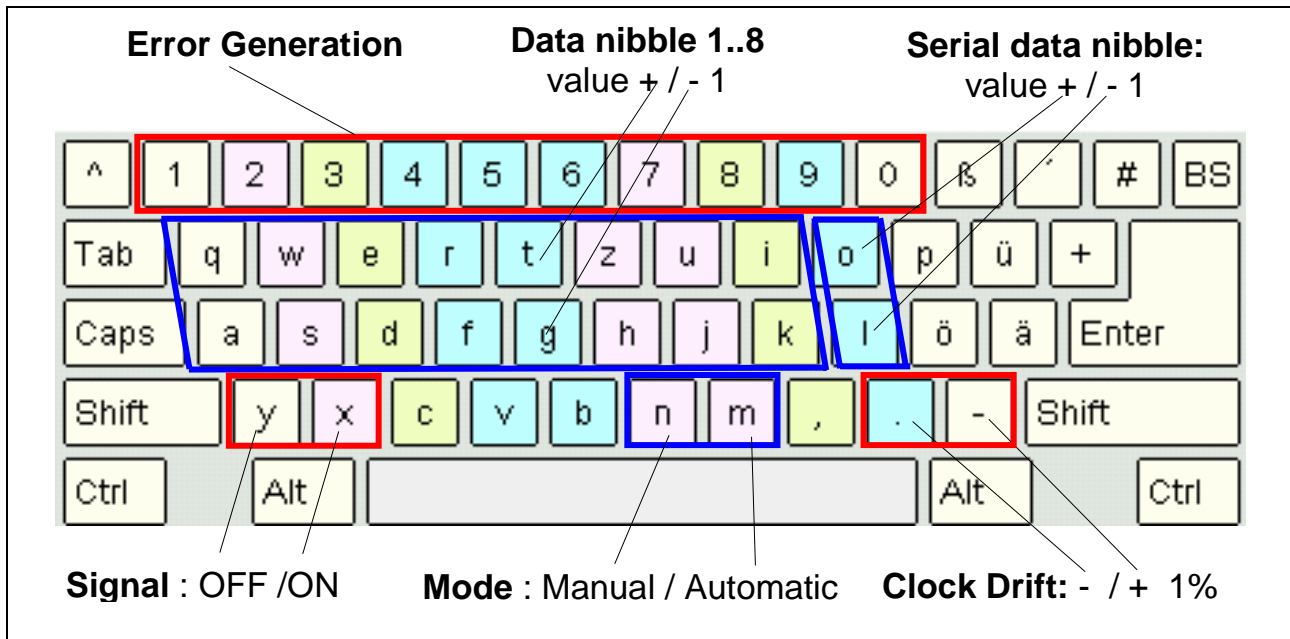 Error Generation Data nibble 1..8 Serial data nibble:
value + / - 1 value + / - 1
^ 1 2 3 4 5 6 7 8 9 0 ß ´ # BS
Tab q w e r t z u i o p ü +
Caps a s d f g h j k l ö ä Enter
Shift y x c v b n m , . - Shift
Ctrl Alt Alt Ctrl
Signal : OFF /ON Mode : Manual / Automatic Clock Drift: - / + 1%